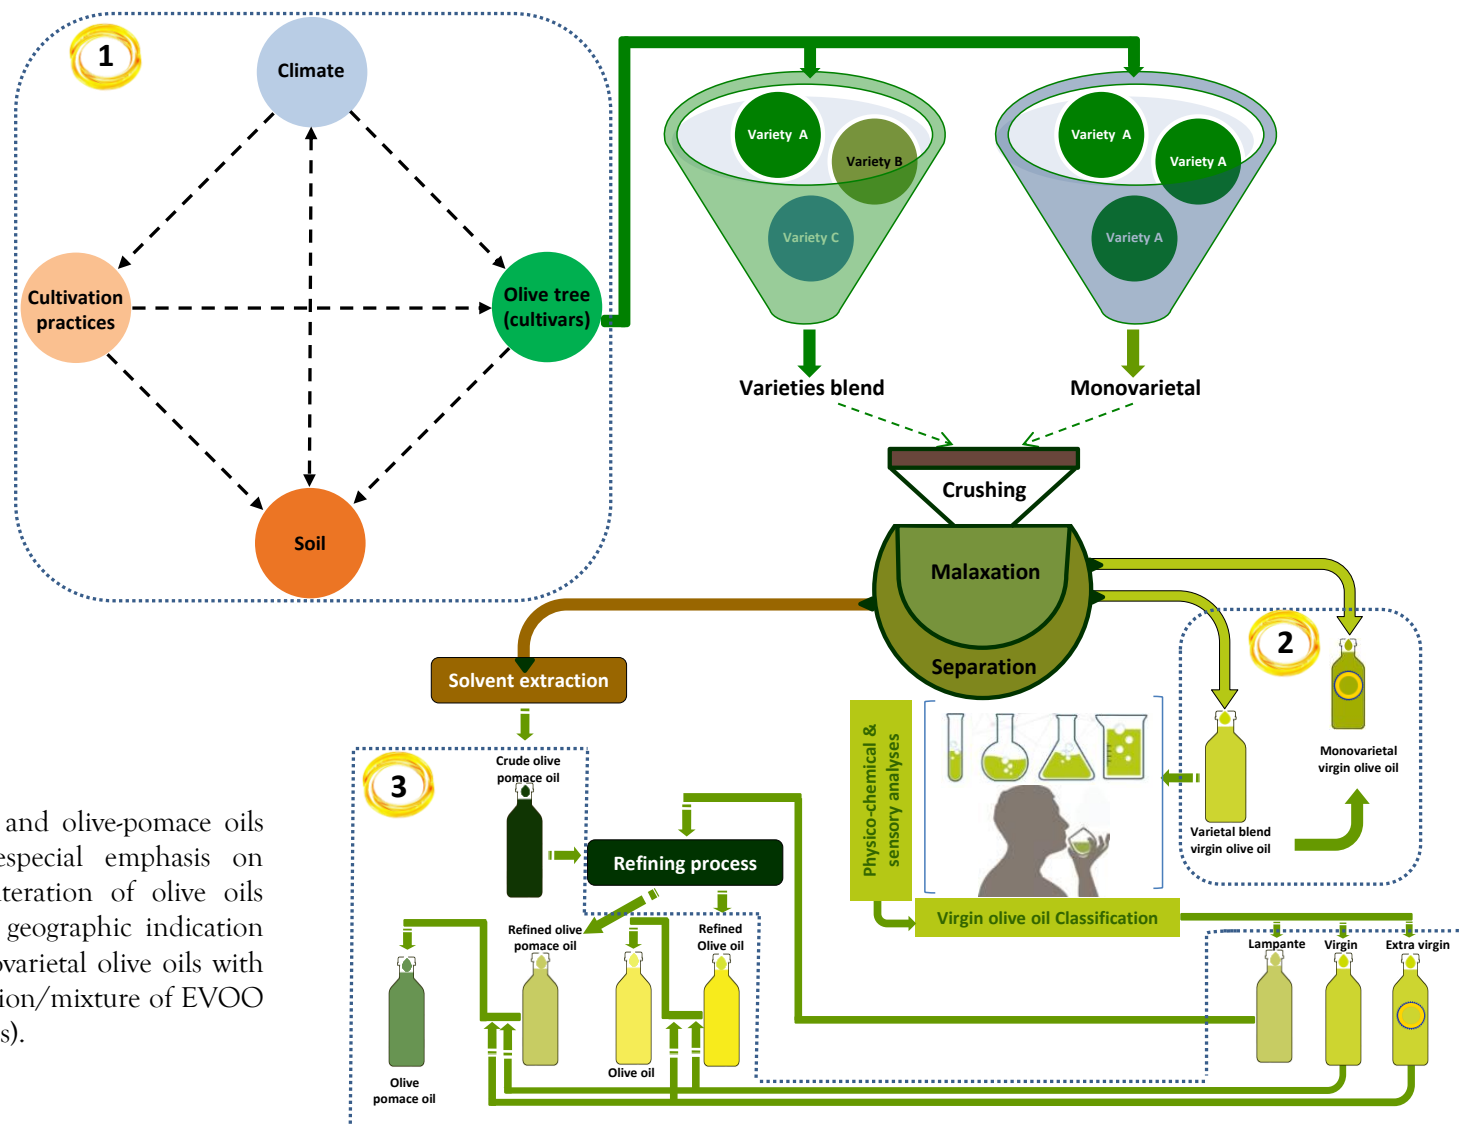 1
Climate
Cultivation
practices
Olive tree
(cultivars)
Soil
Variety A
Variety B
Variety C
Variety A
Variety A
Variety A
Varieties blend
Monovarietal
Crushing
Malaxation
Separation
Solvent extraction
2
Monovarietal
virgin olive oil
Varietal blend
virgin olive oil
Physico-chemical &
sensory analyses
Virgin olive oil Classification
3
Crude olive
pomace oil
Refining process
Refined olive
pomace oil
Refined
Olive oil
Lampante
Virgin
Extra virgin
Olive
pomace oil
Olive oil
and olive-pomace oils
especial emphasis on
teration of olive oils
geographic indication
ovarietal olive oils with
ion/mixture of EVOO
s).